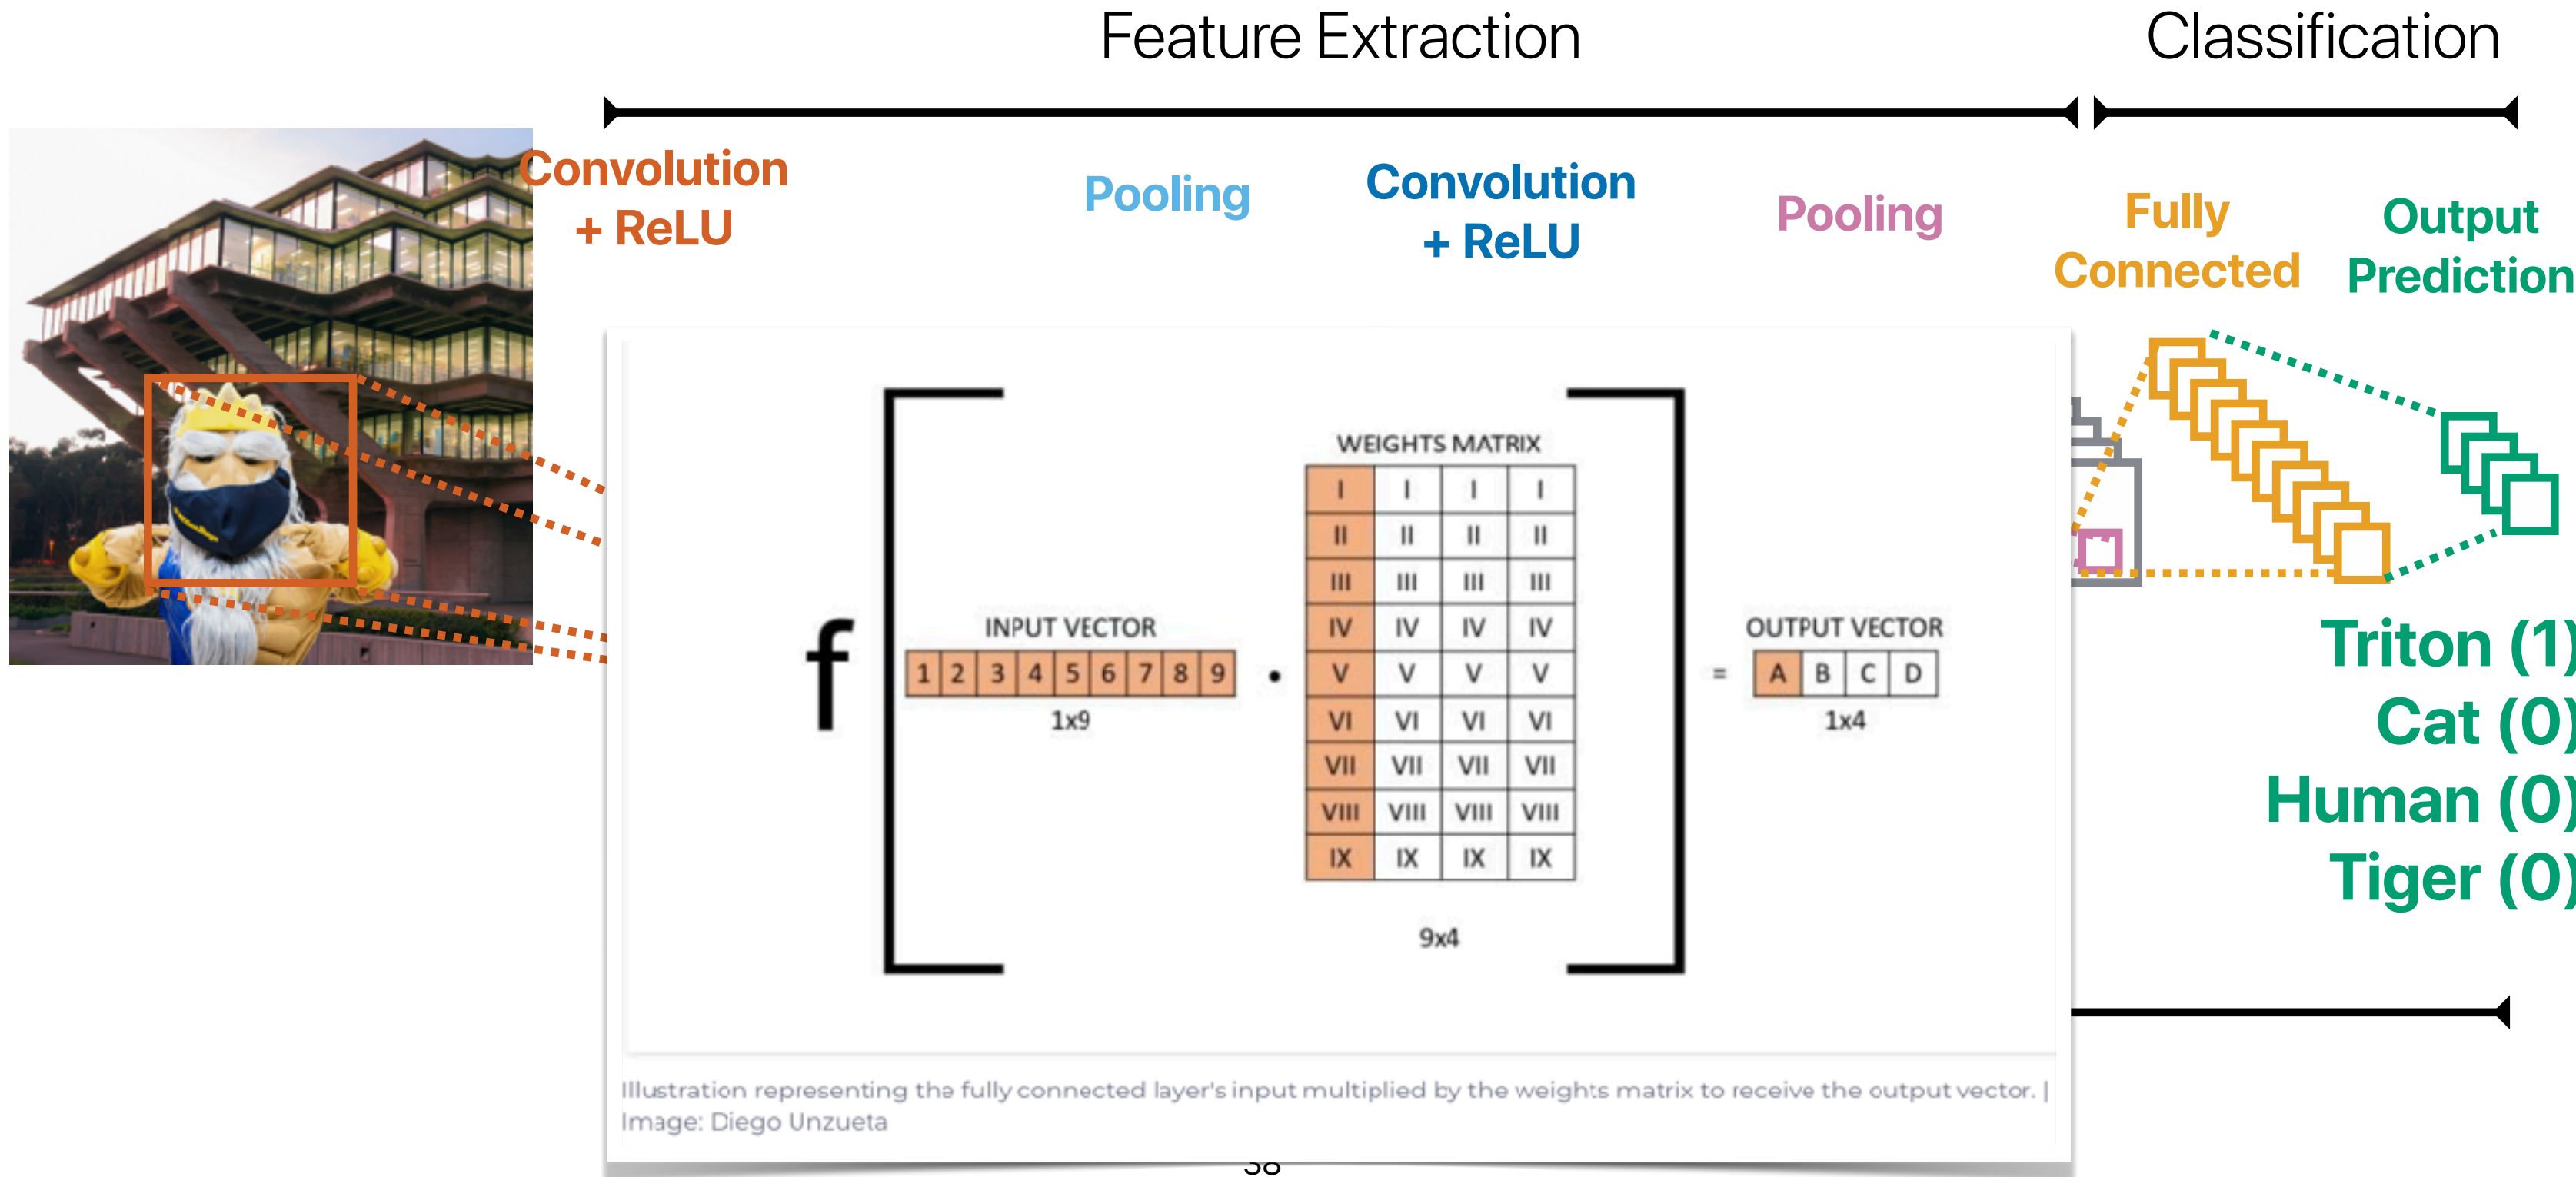 Feature Extraction
Classification
Convolution
+ ReLU
Pooling
Convolution
+ ReLU
Pooling
Fully
Connected
Output
Prediction
WEIGHTS MATRIX
I I I I
II II II II
III III III III
IV IV IV IV
V V V V
VI VI VI VI
VII VII VII VII
VIII VIII VIII VIII
IX IX IX IX
9x4
f
INPUT VECTOR
1 2 3 4 5 6 7 8 9
1x9
•
=
OUTPUT VECTOR
A B C D
1x4
Triton (1)
Cat (0)
Human (0)
Tiger (0)
Illustration representing the fully connected layer's input multiplied by the weights matrix to receive the output vector. |
Image: Diego Unzueta
38